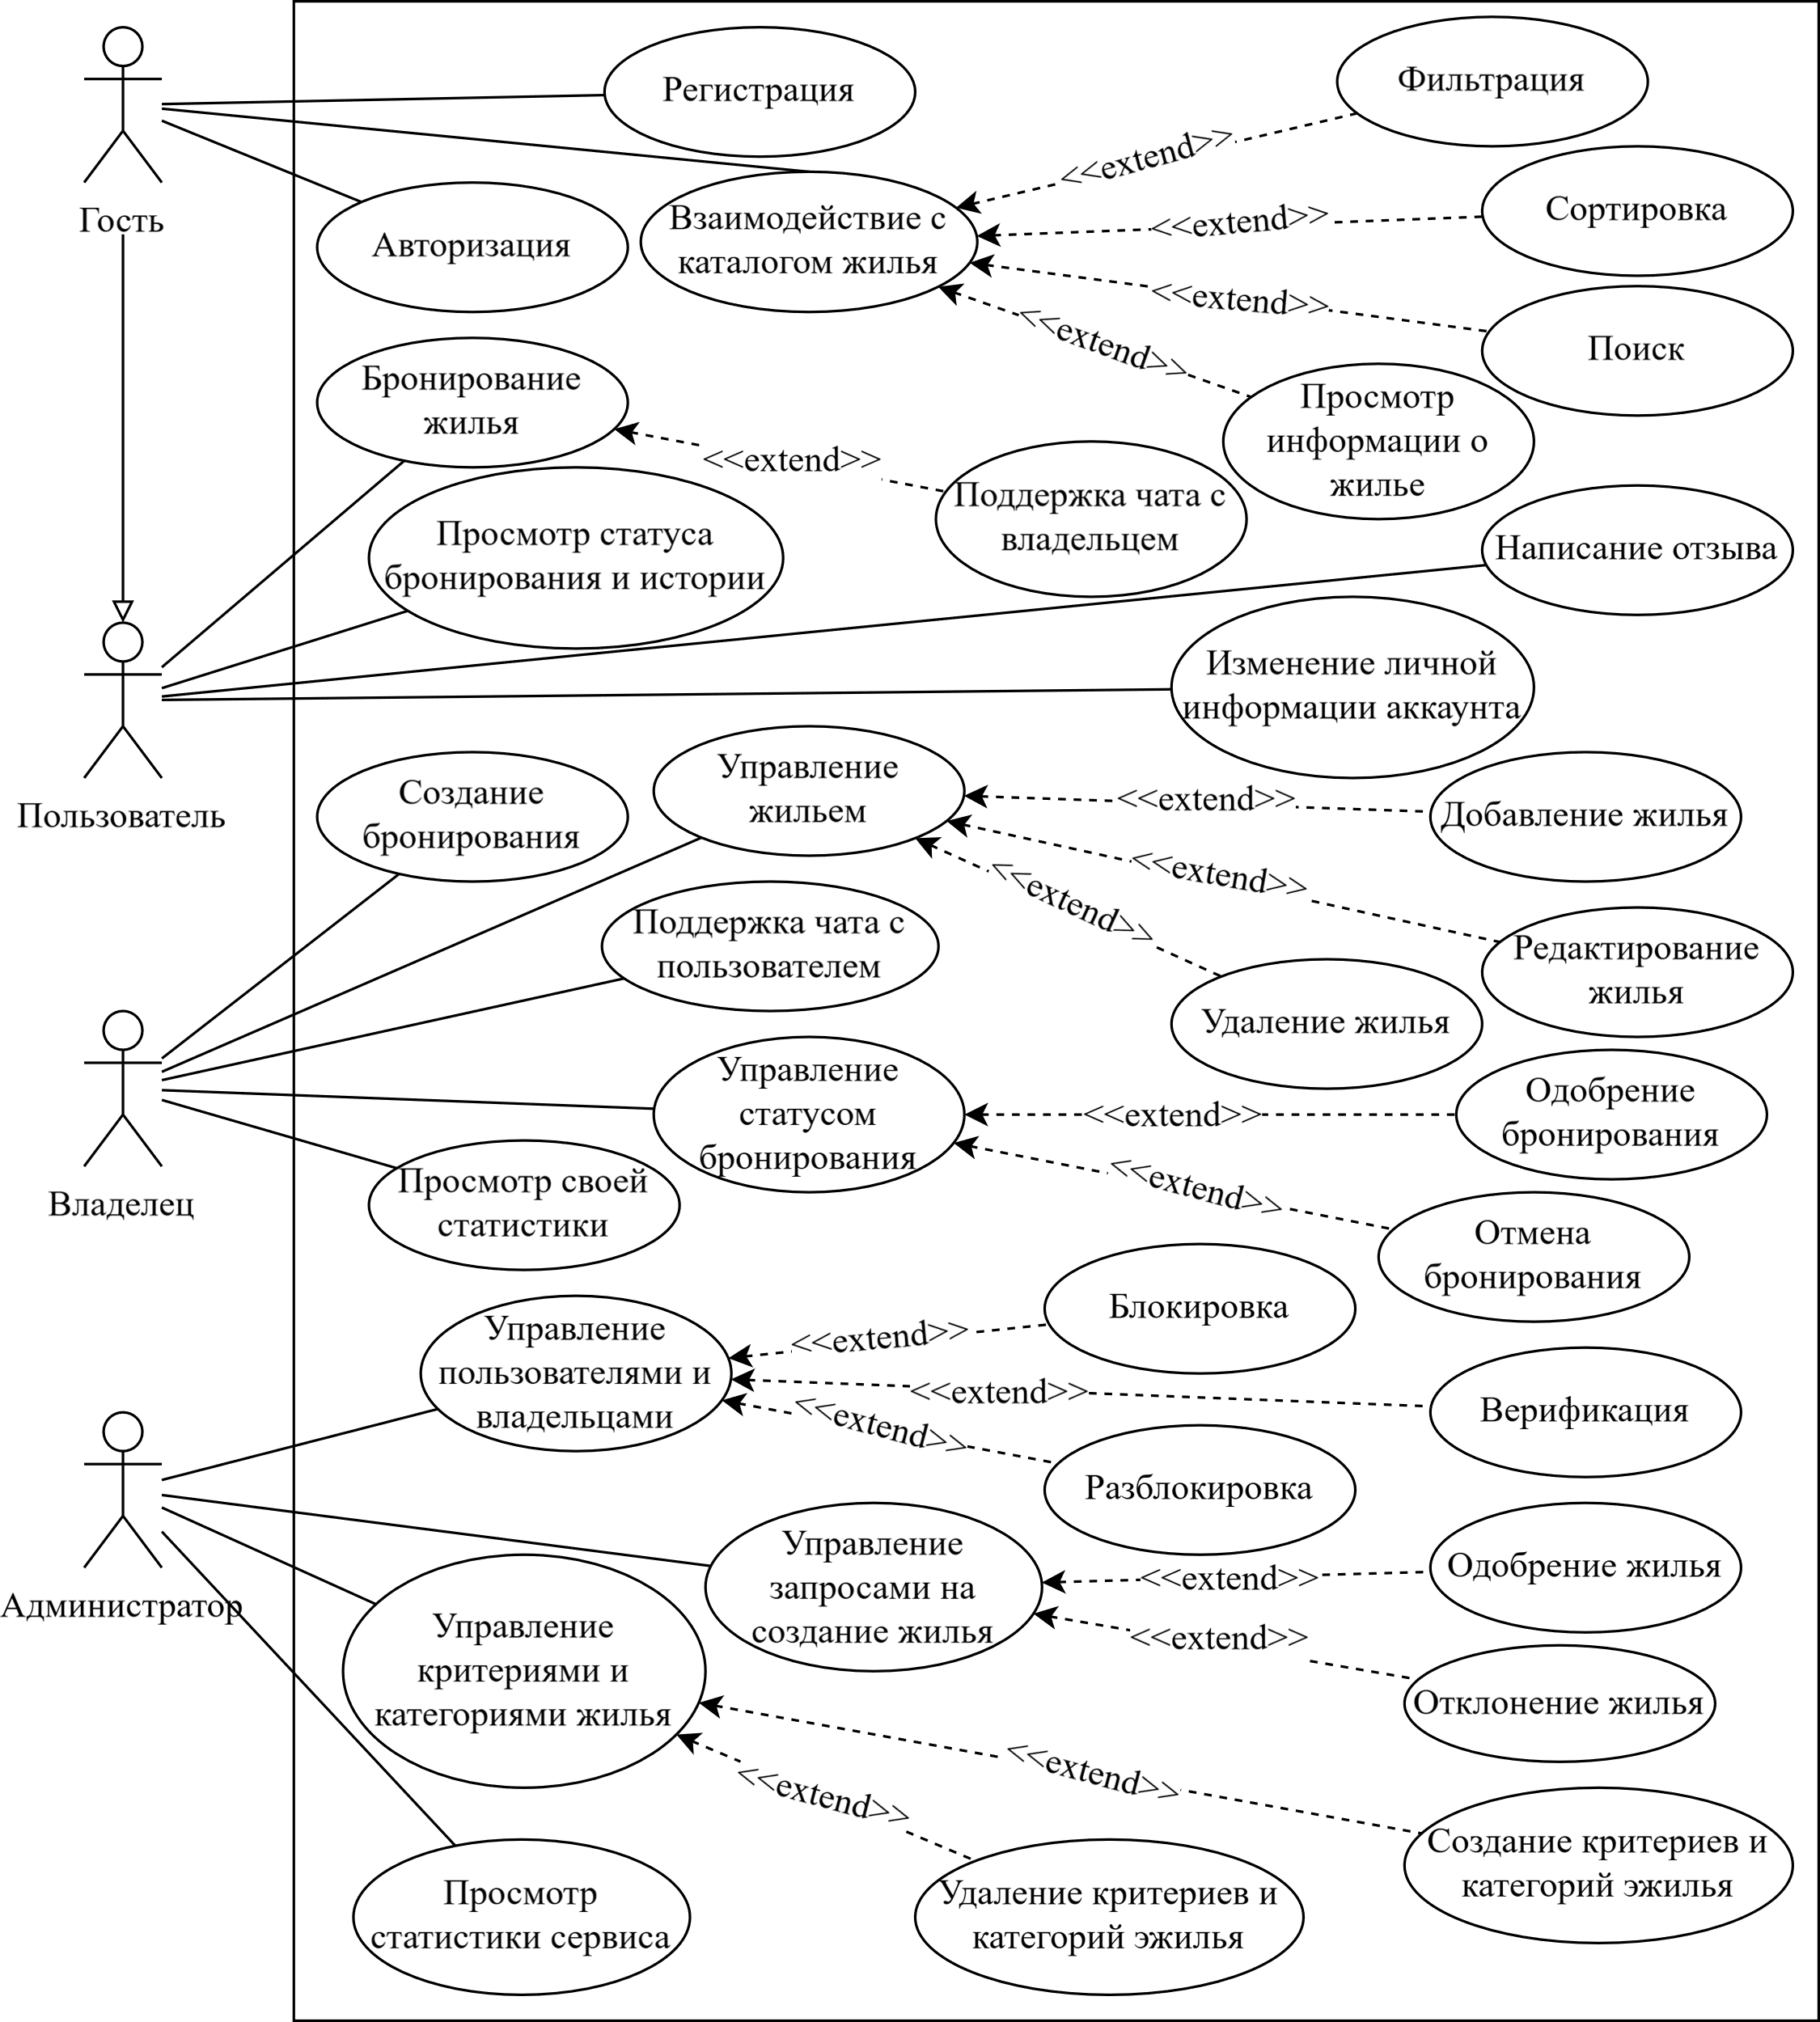 Регистрация
Фильтрация
<<extend>>
Гость
Авторизация
Взаимодействие с
каталогом жилья
<<extend>>
Сортировка
<<extend>>
Поиск
<<extend>>
Бронирование
жилья
Просмотр
информации о
жилье
<<extend>>
Поддержка чата с
владельцем
Просмотр статуса
бронирования и истории
Написание отзыва
Изменение личной
информации аккаунта
Пользователь
Создание
бронирования
Управление
жильем
<<extend>>
Добавление жилья
<<extend>>
<<extend>>
Поддержка чата с
пользователем
Редактирование
жилья
Удаление жилья
Владелец
Управление
статусом
бронирования
<<extend>>
Одобрение
бронирования
<<extend>>
Просмотр своей
статистики
Отмена
бронирования
Управление
пользователями и
владельцами
<<extend>>
Блокировка
<<extend>>
Верификация
<<extend>>
Разблокировка
Администратор
Управление
запросами на
создание жилья
<<extend>>
Одобрение жилья
<<extend>>
Отклонение жилья
Управление
критериями и
категориями жилья
<<extend>>
<<extend>>
Создание критериев и
категорий эжилья
Просмотр
статистики сервиса
Удаление критериев и
категорий эжилья